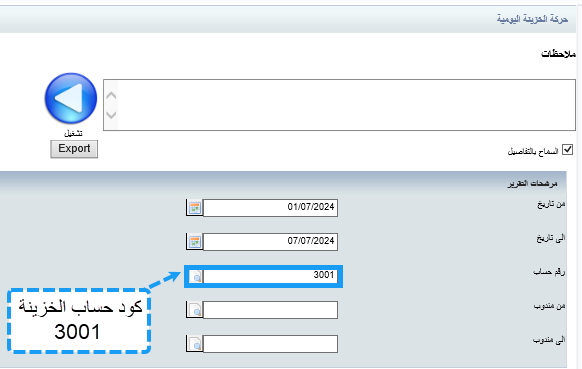 حركة الخزينة اليومية
ملاحظات
تشغيل
Export
السماح بالتفاصيل
مرشحات التقرير
من تاريخ
01/07/2024
الى تاريخ
07/07/2024
رقم حساب
3001
من مندوب
الى مندوب
كود حساب الخزينة
3001